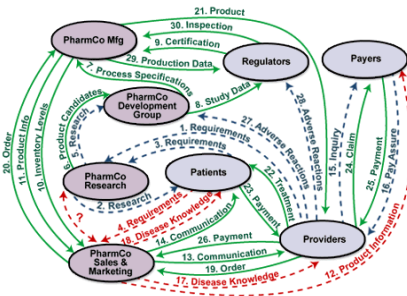 21. Product
30. Inspection
PharmCo Mfg
9. Certification
Payers
29. Production Data
Regulators
7. Process Specifications
PharmCo
Development
Group
8. Study Data
20. Order
11. Product Info
10. Inventory Levels
6. Product Candidates
5. Research
1. Requirements
3. Requirements
27. Adverse Reactions
28. Adverse Reactions
15. Inquiry
24. Claim
25. Payment
16. Pay Assure
PharmCo
Research
Patients
2. Research
22. Treatment
23. Payment
4. Requirements
18. Disease Knowledge
?
14. Communication
26. Payment
Providers
PharmCo
Sales &
Marketing
13. Communication
19. Order
17. Disease Knowledge
12. Product Information